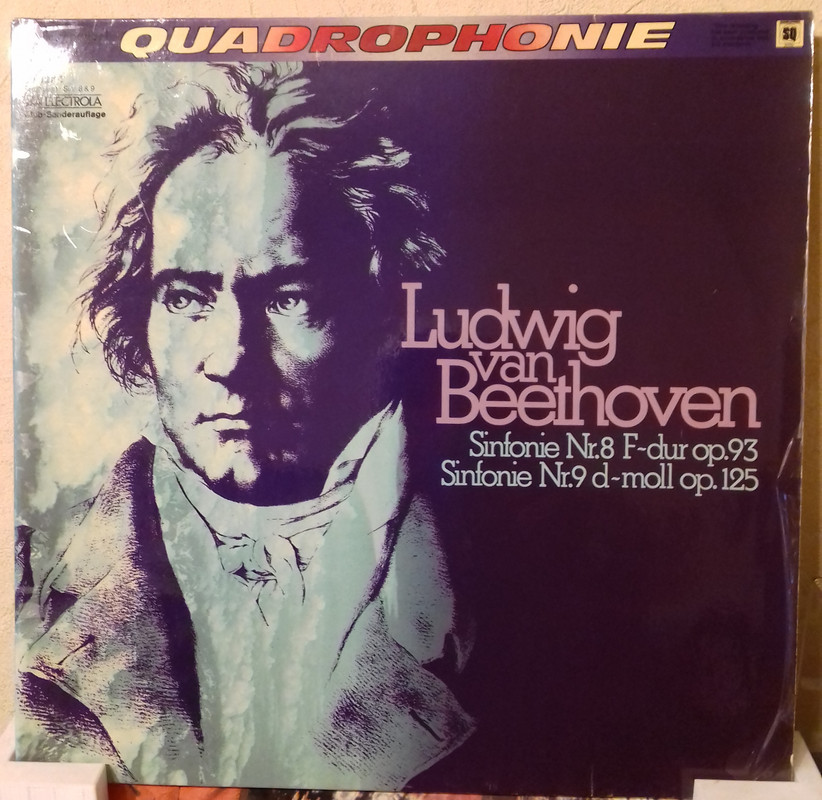 QUADROPHONIE
SQ
ELECTROLA
Club-Sonderauflage
Ludwig
van
Beethoven
Sinfonie Nr.8 F~dur op.93
Sinfonie Nr.9 d~moll op.125